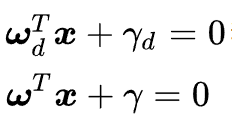 𝝎_d^T 𝒙 + γ_d = 0
𝝎^T 𝒙 + γ = 0